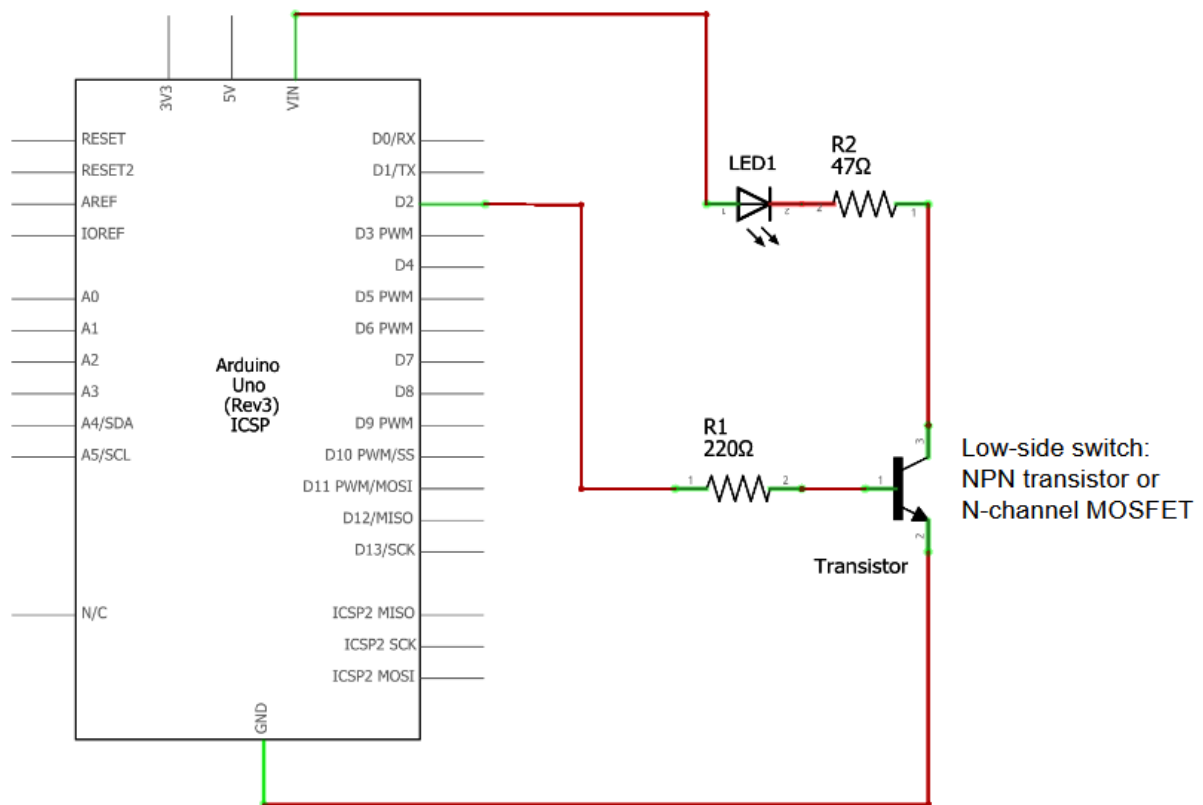 3V3
5V
VIN
RESET
RESET2
AREF
IOREF
A0
A1
A2
A3
A4/SDA
A5/SCL
N/C
Arduino
Uno
(Rev3)
ICSP
D0/RX
D1/TX
D2
D3 PWM
D4
D5 PWM
D6 PWM
D7
D8
D9 PWM
D10 PWM/SS
D11 PWM/MOSI
D12/MISO
D13/SCK
ICSP2 MISO
ICSP2 SCK
ICSP2 MOSI
GND
LED1
1
2
R2
47Ω
2
1
R1
220Ω
1
2
1
3
2
Transistor
Low-side switch:
NPN transistor or
N-channel MOSFET